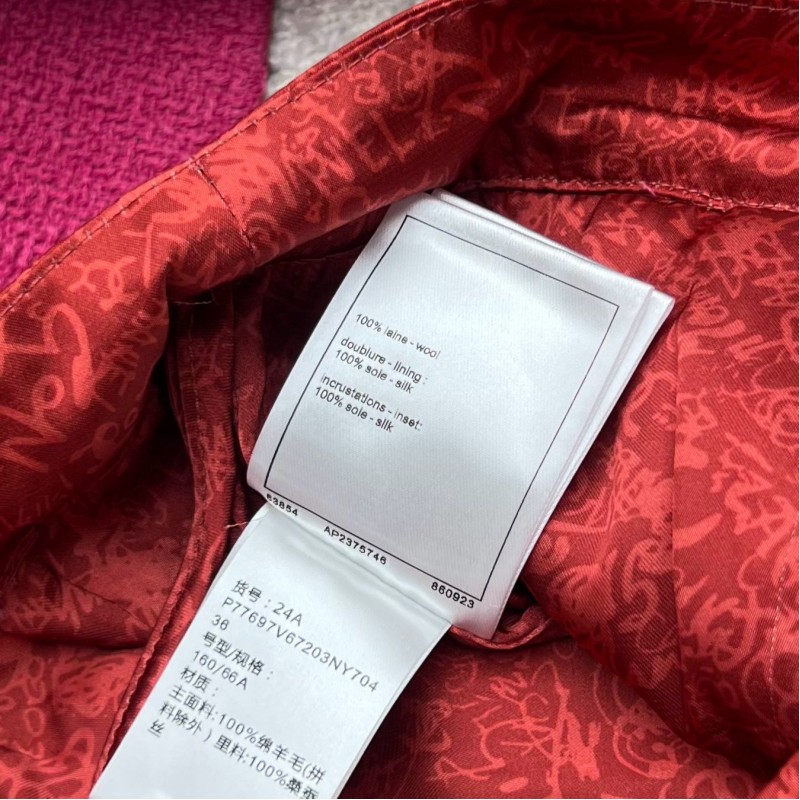 100% laine - wool
doublure - lining :
100% soie - silk
incrustations - inset:
100% soie - silk
63854 AP2375746 860923
货号：24A
P77697V67203NY704
36
号型/规格：
160/66A
材质：
主面料：100%绵羊毛(拼
料除外）里料：100%桑蚕
丝